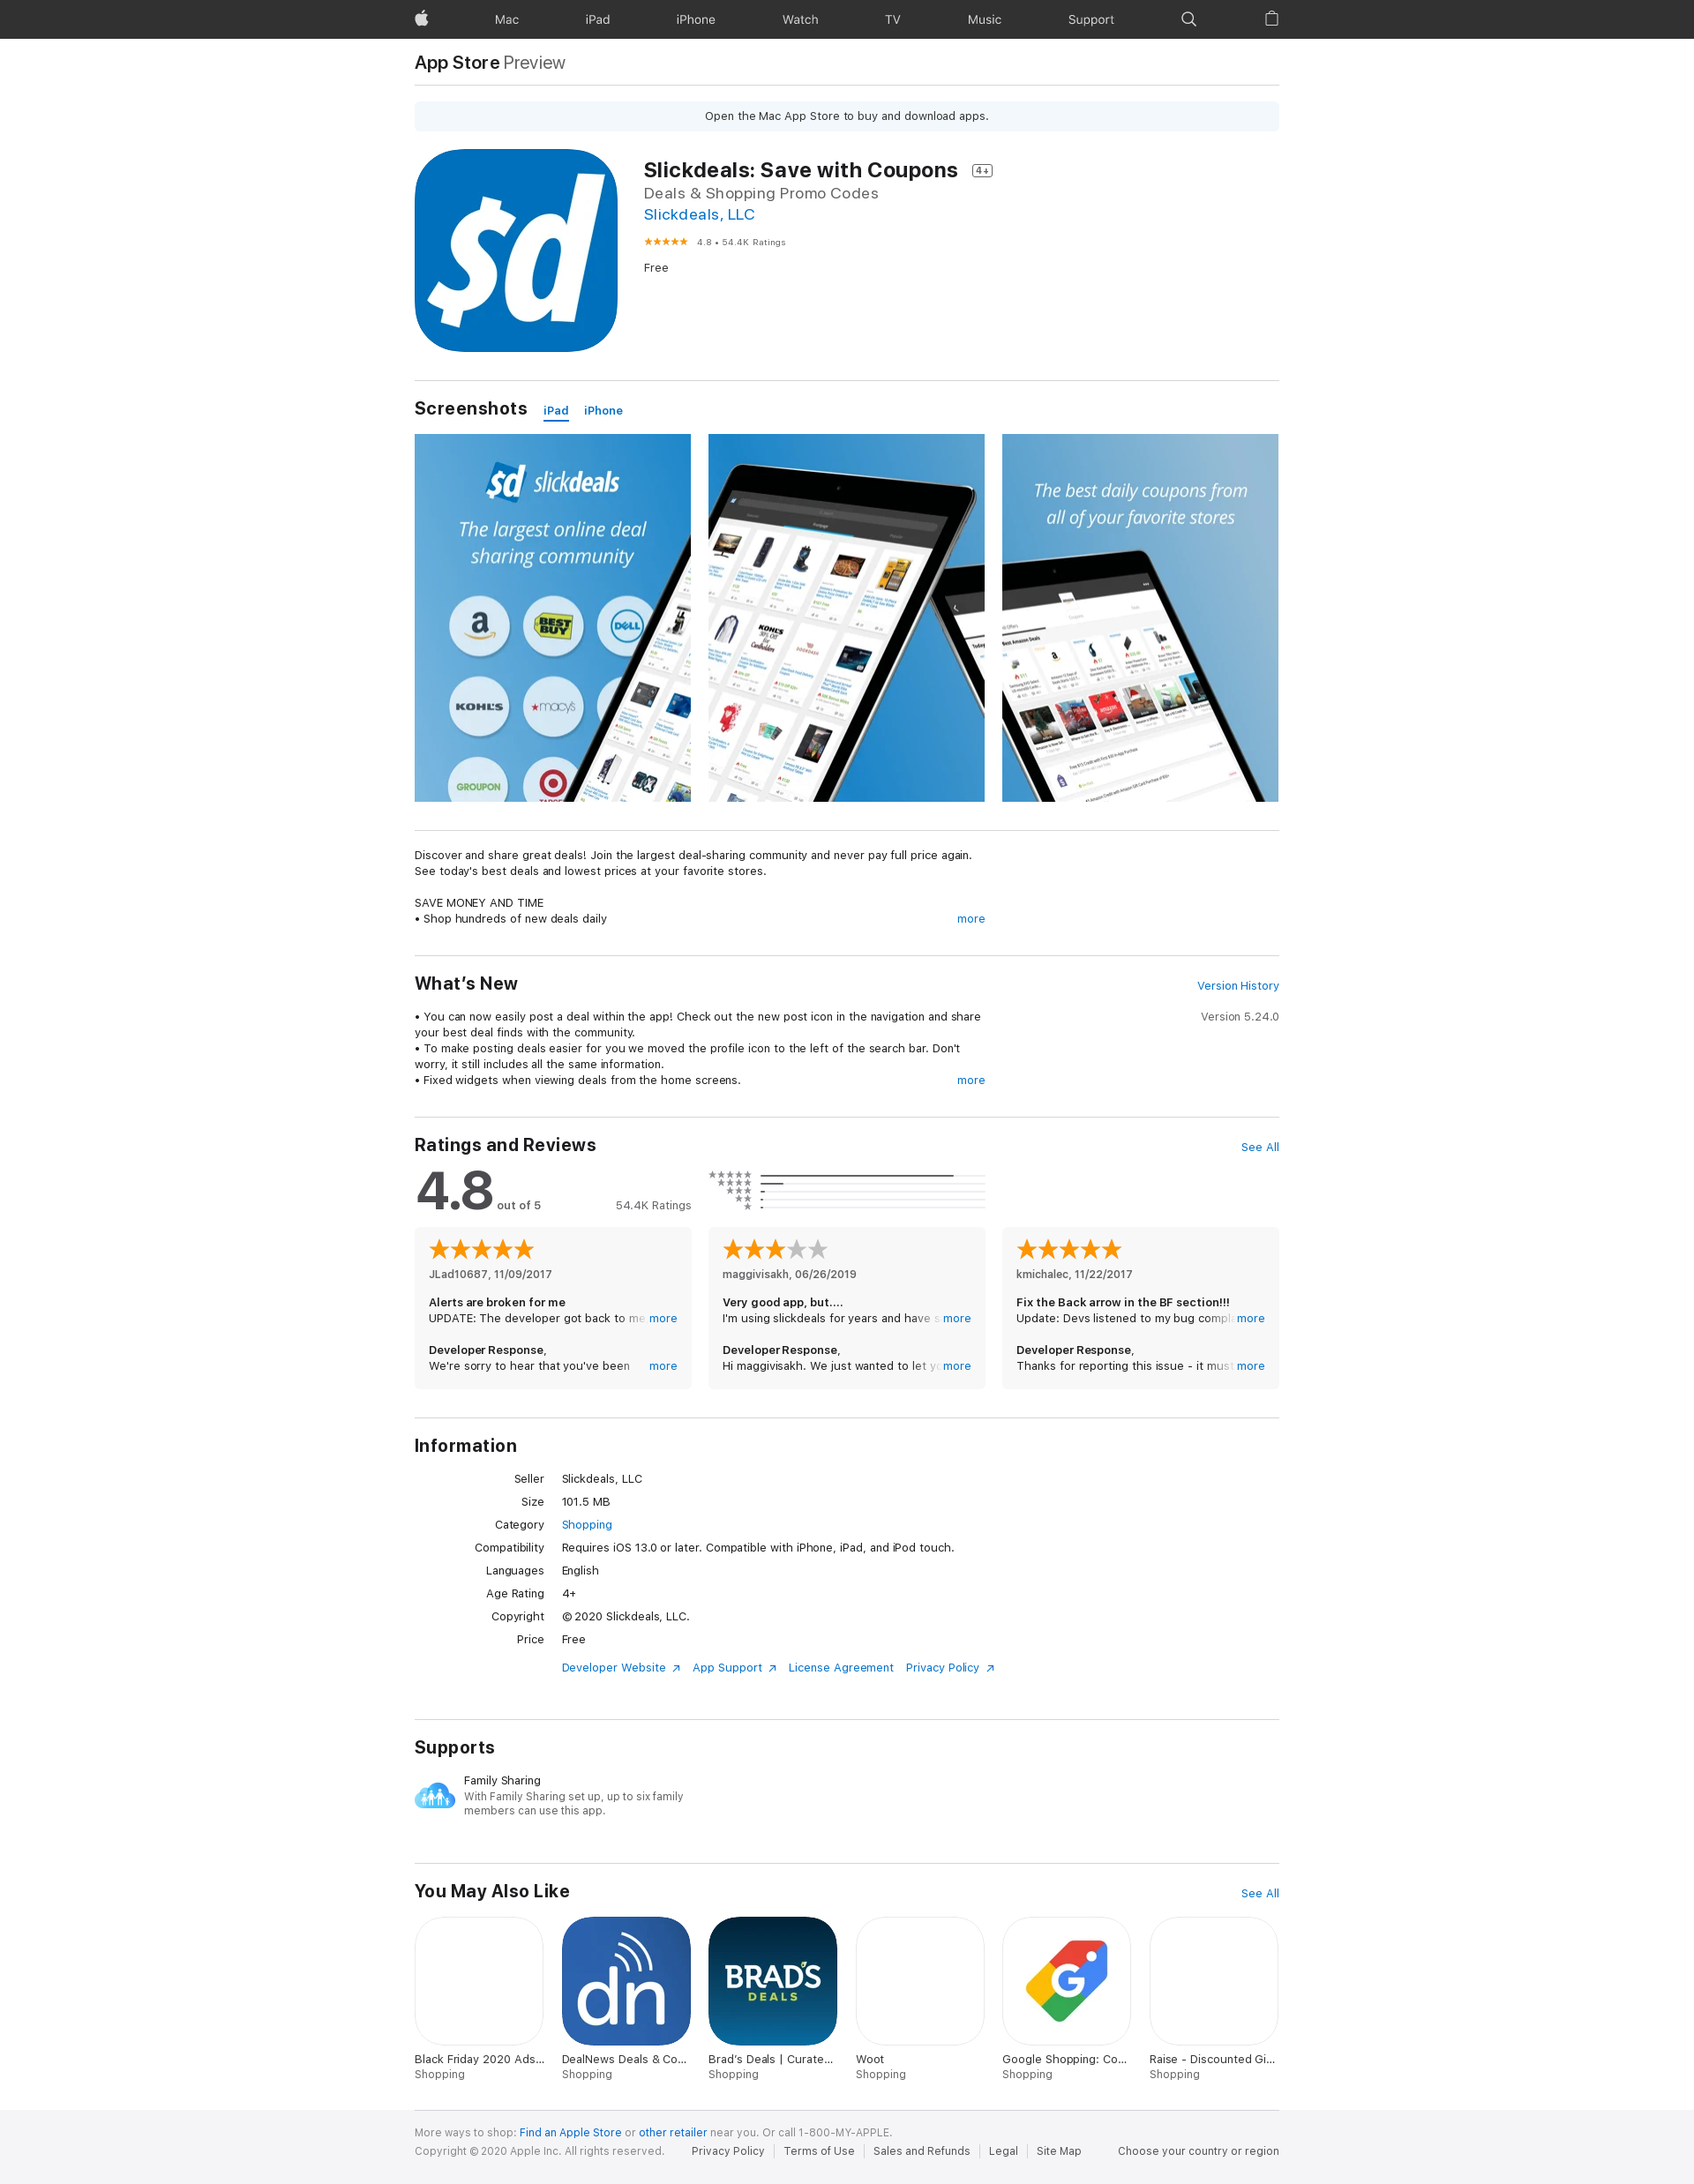 Mac iPad iPhone Watch TV Music Support
App Store Preview
Open the Mac App Store to buy and download apps.
$d
Slickdeals: Save with Coupons 4+
Deals & Shopping Promo Codes
Slickdeals, LLC
★★★★★ 4.8 • 54.4K Ratings
Free
Screenshots iPad iPhone
$d slickdeals
The largest online deal
sharing community
a
BEST BUY
DELL
KOHL'S
★macy's
GROUPON
The best daily coupons from
all of your favorite stores
KOHL'S
30% Off
for
Cardholders
Discover and share great deals! Join the largest deal-sharing community and never pay full price again.
See today's best deals and lowest prices at your favorite stores.
SAVE MONEY AND TIME
• Shop hundreds of new deals daily more
What's New Version History
• You can now easily post a deal within the app! Check out the new post icon in the navigation and share
your best deal finds with the community.
Version 5.24.0
• To make posting deals easier for you we moved the profile icon to the left of the search bar. Don't
worry, it still includes all the same information.
• Fixed widgets when viewing deals from the home screens. more
Ratings and Reviews See All
4.8 out of 5 54.4K Ratings
JLad10687, 11/09/2017
Alerts are broken for me
UPDATE: The developer got back to me more
Developer Response,
We're sorry to hear that you've been more
maggivisakh, 06/26/2019
Very good app, but....
I'm using slickdeals for years and have s more
Developer Response,
Hi maggivisakh. We just wanted to let yo more
kmichalec, 11/22/2017
Fix the Back arrow in the BF section!!!
Update: Devs listened to my bug compla more
Developer Response,
Thanks for reporting this issue - it must more
Information
Seller Slickdeals, LLC
Size 101.5 MB
Category Shopping
Compatibility Requires iOS 13.0 or later. Compatible with iPhone, iPad, and iPod touch.
Languages English
Age Rating 4+
Copyright © 2020 Slickdeals, LLC.
Price Free
Developer Website App Support License Agreement Privacy Policy
Supports
Family Sharing
With Family Sharing set up, up to six family
members can use this app.
You May Also Like See All
dn
BRAD'S
DEALS
G
Black Friday 2020 Ads...
Shopping
DealNews Deals & Co...
Shopping
Brad's Deals | Curate...
Shopping
Woot
Shopping
Google Shopping: Co...
Shopping
Raise - Discounted Gi...
Shopping
More ways to shop: Find an Apple Store or other retailer near you. Or call 1-800-MY-APPLE.
Copyright © 2020 Apple Inc. All rights reserved. Privacy Policy Terms of Use Sales and Refunds Legal Site Map Choose your country or region